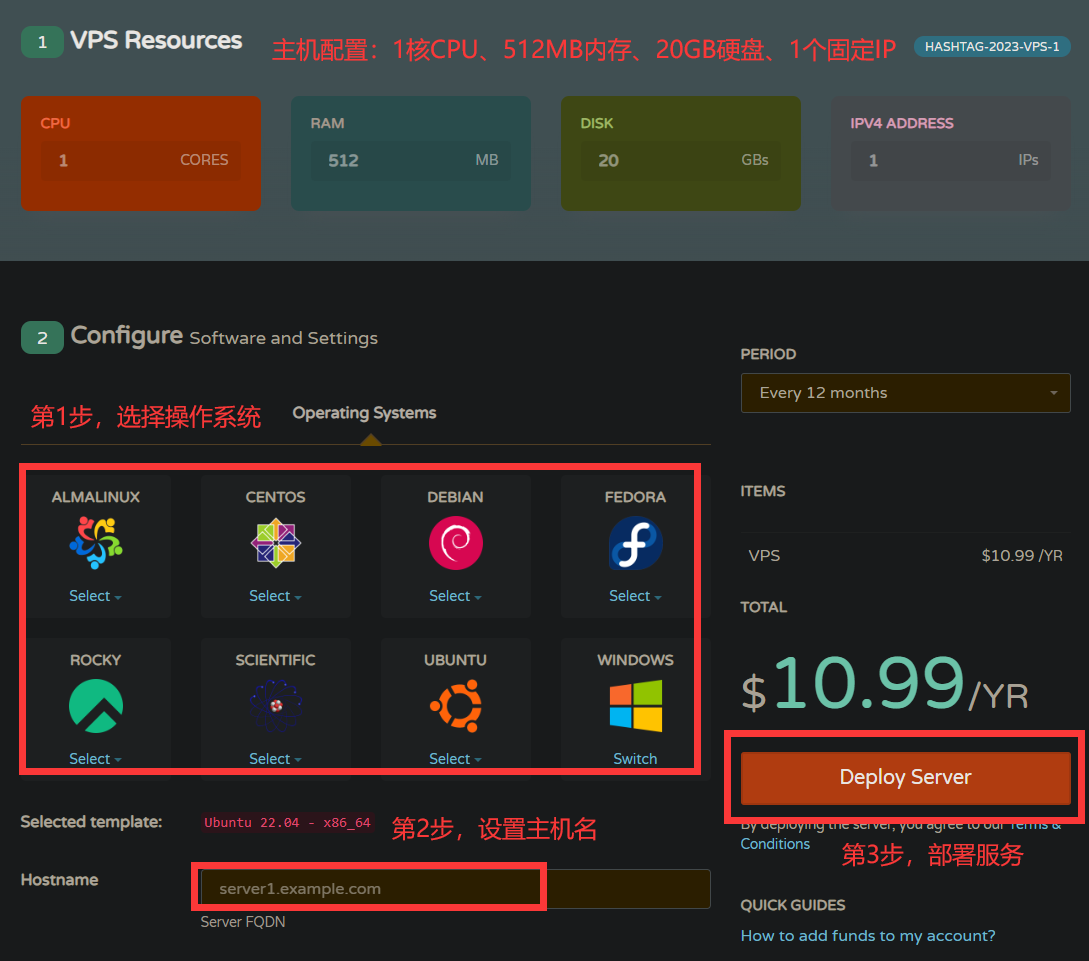 1 VPS Resources 主机配置：1核CPU、512MB内存、20GB硬盘、1个固定IP HASHTAG-2023-VPS-1
CPU RAM DISK IPV4 ADDRESS
1 CORES 512 MB 20 GBs 1 IPs
2 Configure Software and Settings
PERIOD
Every 12 months
第1步，选择操作系统 Operating Systems
ALMALINUX CENTOS DEBIAN FEDORA
Select Select Select Select
ROCKY SCIENTIFIC UBUNTU WINDOWS
Select Select Select Switch
ITEMS
VPS $10.99 /YR
TOTAL
$10.99/YR
Deploy Server
By deploying the server, you agree to our Terms &
Conditions
第3步，部署服务
Selected template: Ubuntu 22.04 - x86_64 第2步，设置主机名
Hostname server1.example.com
Server FQDN
QUICK GUIDES
How to add funds to my account?